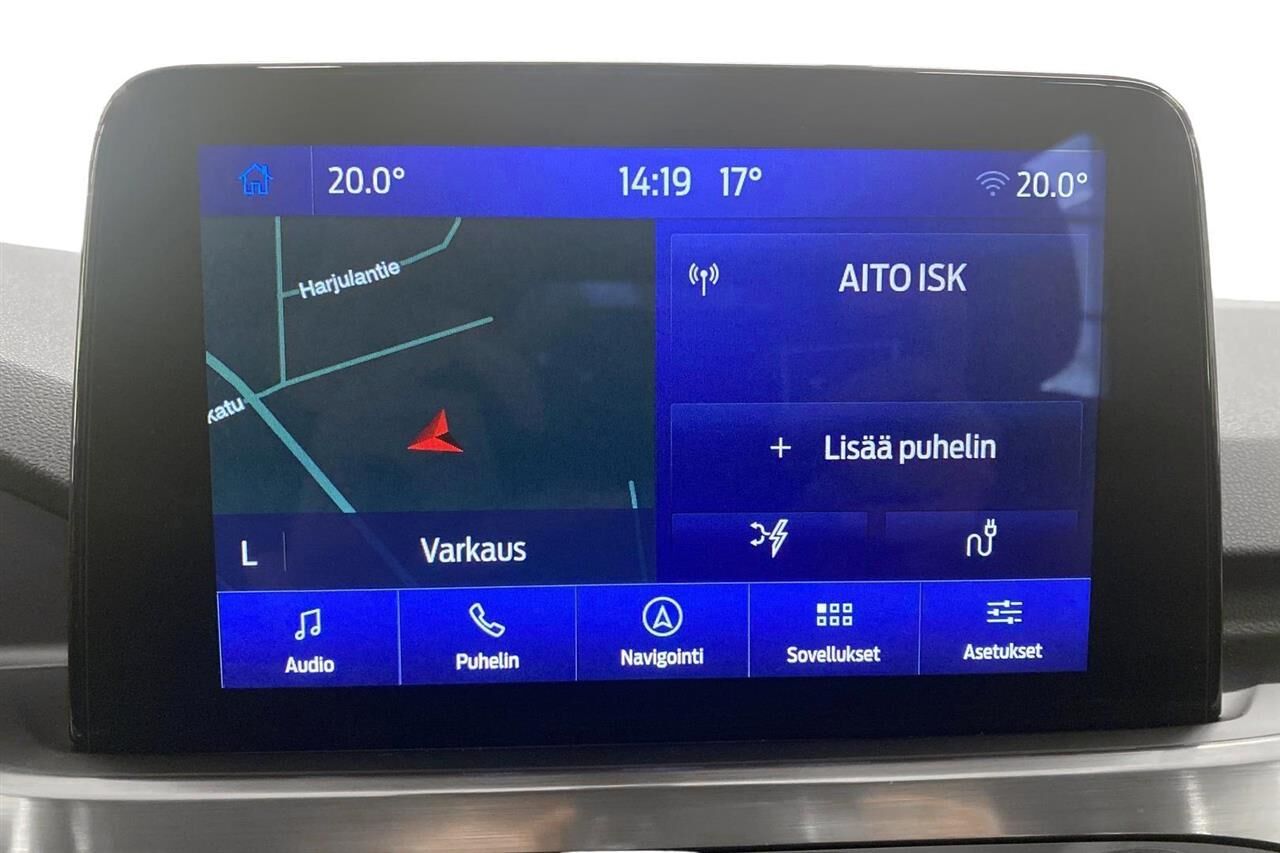 20.0°
14:19
17°
20.0°
Harjulantie
katu
AITO ISK
+ Lisää puhelin
L
Varkaus
Audio
Puhelin
Navigointi
Sovellukset
Asetukset